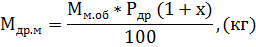 Мдр.м = Мм.об * Рдр (1 + х) / 100 , (кг)